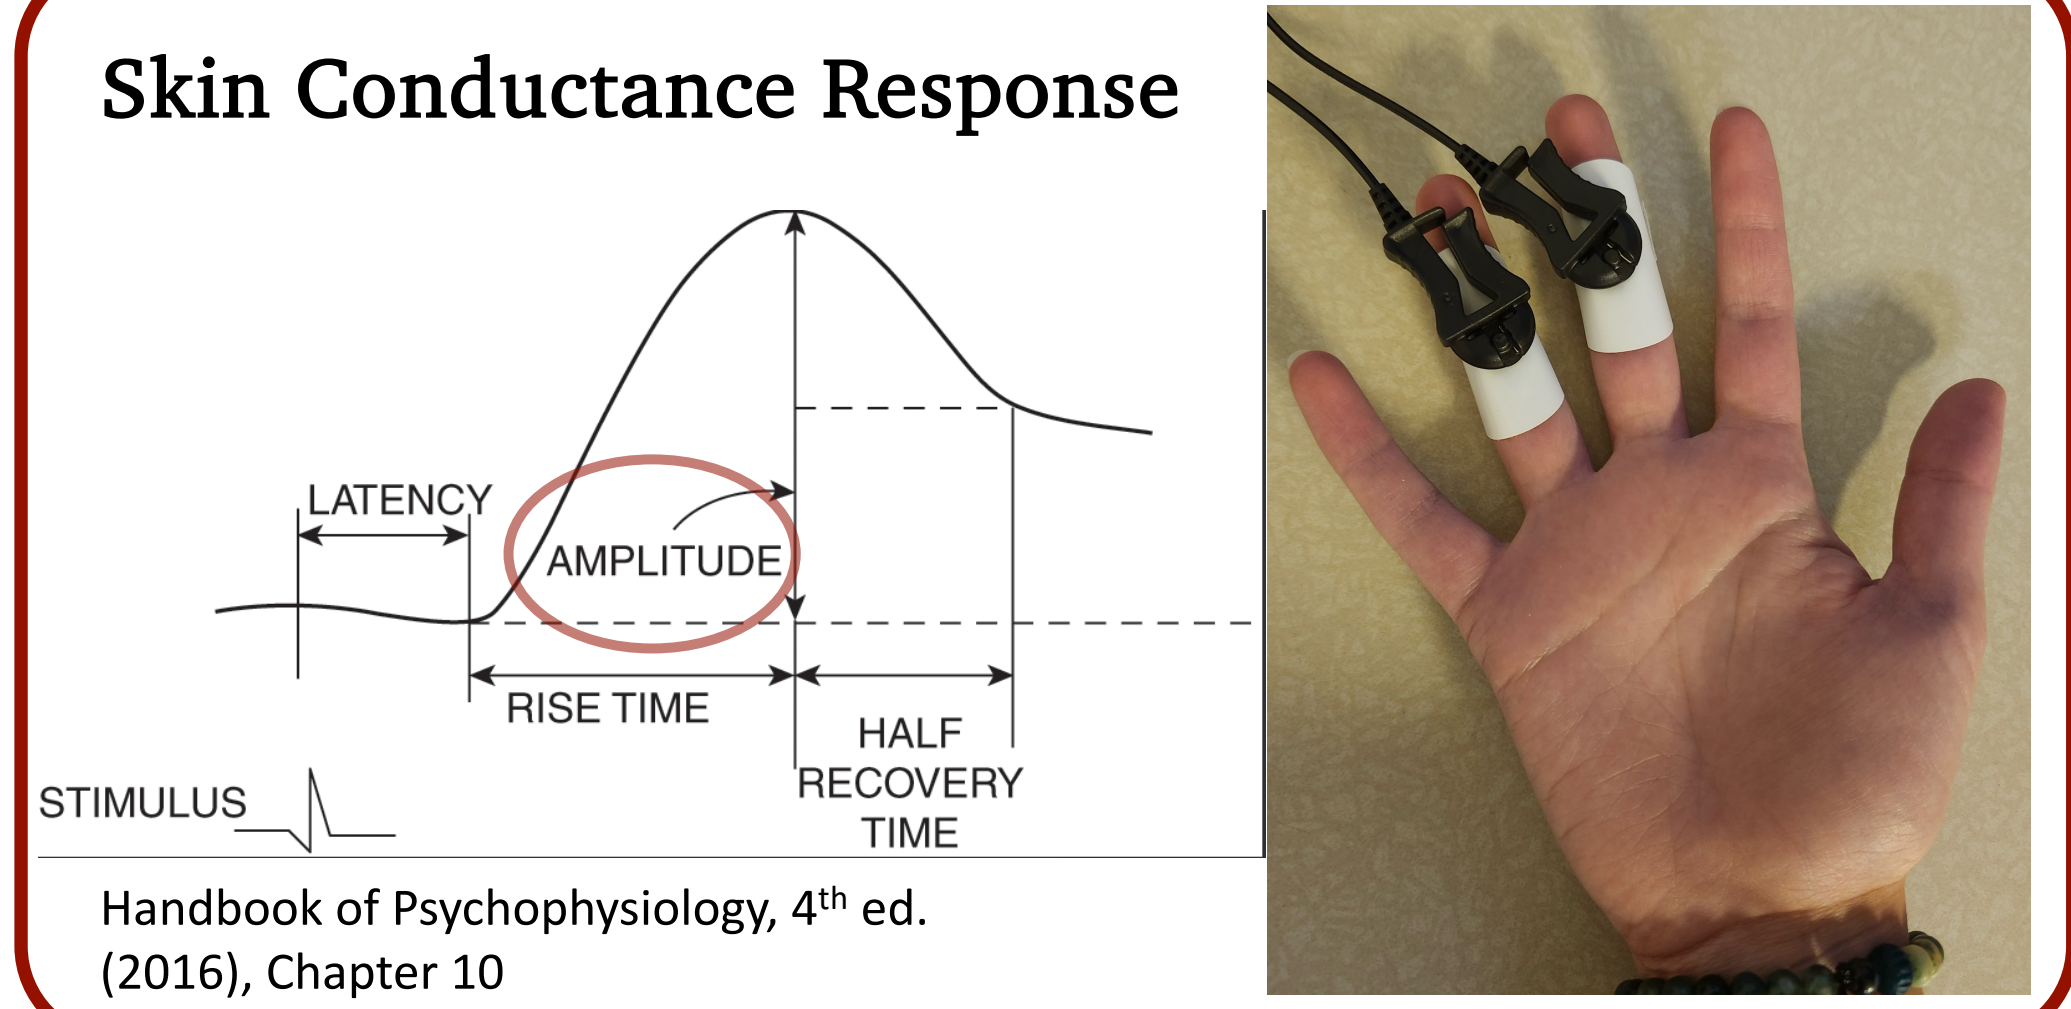 Skin Conductance Response
LATENCY
AMPLITUDE
RISE TIME
HALF
RECOVERY
TIME
STIMULUS
Handbook of Psychophysiology, 4th ed.
(2016), Chapter 10